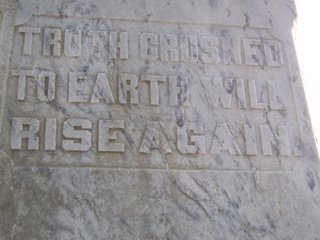 TRUTH CRUSHED
TO EARTH WILL
RISE AGAIN